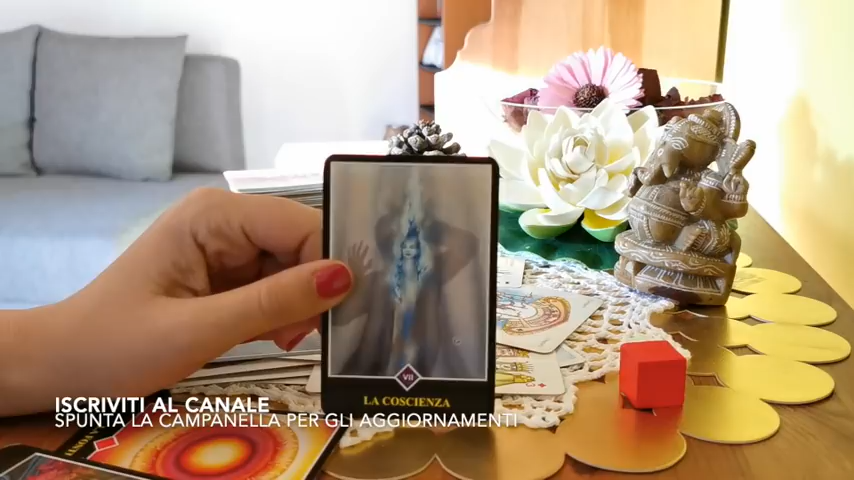 VII
LA COSCIENZA
ISCRIVITI AL CANALE
SPUNTA LA CAMPANELLA PER GLI AGGIORNAMENTI